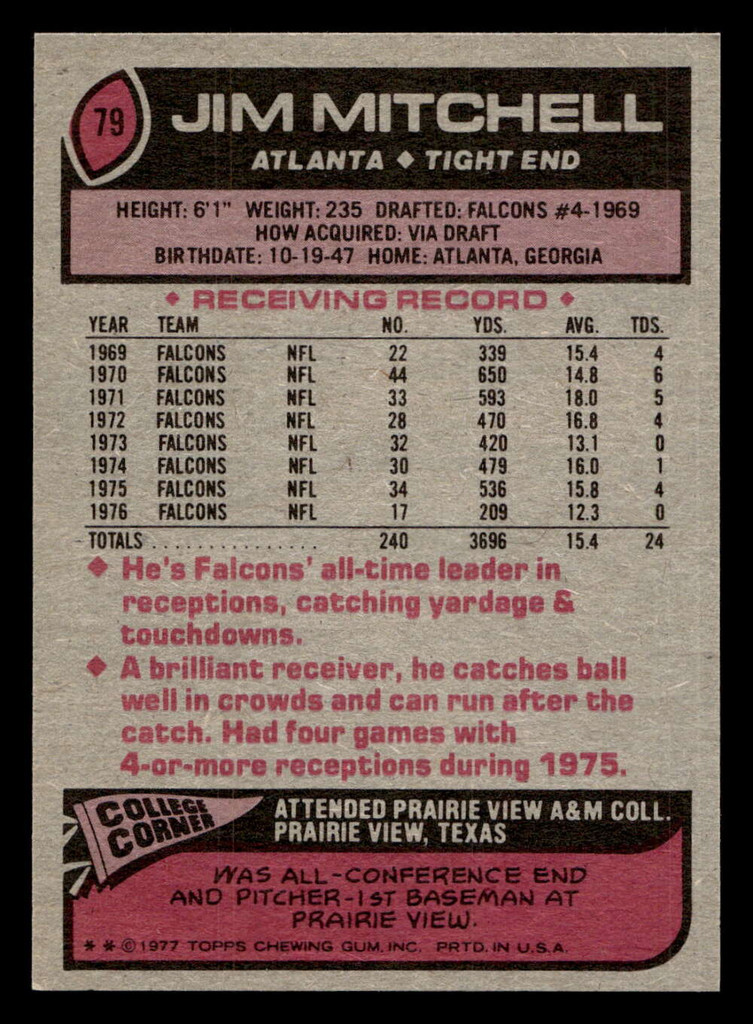 79
JIM MITCHELL
ATLANTA ◆ TIGHT END
HEIGHT: 6'1" WEIGHT: 235 DRAFTED: FALCONS #4-1969
HOW ACQUIRED: VIA DRAFT
BIRTHDATE: 10-19-47 HOME: ATLANTA, GEORGIA
◆ RECEIVING RECORD ◆
YEAR TEAM NO. YDS. AVG. TDS.
1969 FALCONS NFL 22 339 15.4 4
1970 FALCONS NFL 44 650 14.8 6
1971 FALCONS NFL 33 593 18.0 5
1972 FALCONS NFL 28 470 16.8 4
1973 FALCONS NFL 32 420 13.1 0
1974 FALCONS NFL 30 479 16.0 1
1975 FALCONS NFL 34 536 15.8 4
1976 FALCONS NFL 17 209 12.3 0
TOTALS ................ 240 3696 15.4 24
◆ He's Falcons' all-time leader in
receptions, catching yardage &
touchdowns.
◆ A brilliant receiver, he catches ball
well in crowds and can run after the
catch. Had four games with
4-or-more receptions during 1975.
COLLEGE
CORNER
ATTENDED PRAIRIE VIEW A&M COLL.
PRAIRIE VIEW, TEXAS
WAS ALL-CONFERENCE END
AND PITCHER-1ST BASEMAN AT
PRAIRIE VIEW.
* * © 1977 TOPPS CHEWING GUM, INC. PRTD. IN U.S.A.